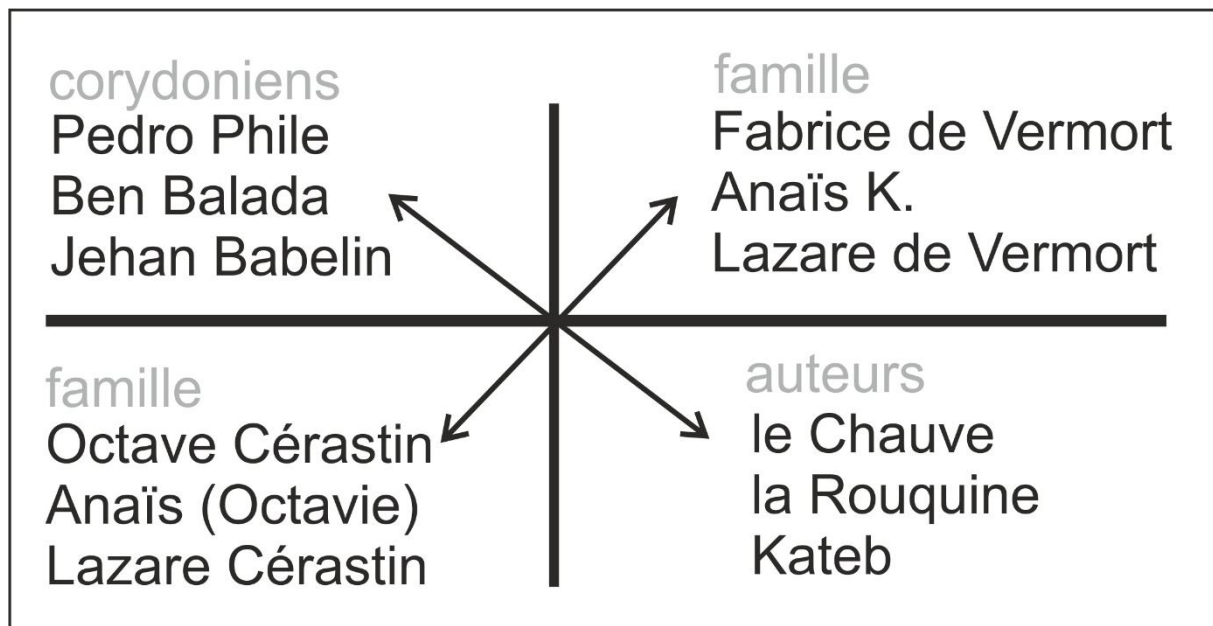 corydoniens
Pedro Phile
Ben Balada
Jehan Babelin
famille
Fabrice de Vermort
Anaïs K.
Lazare de Vermort
famille
Octave Cérastin
Anaïs (Octavie)
Lazare Cérastin
auteurs
le Chauve
la Rouquine
Kateb